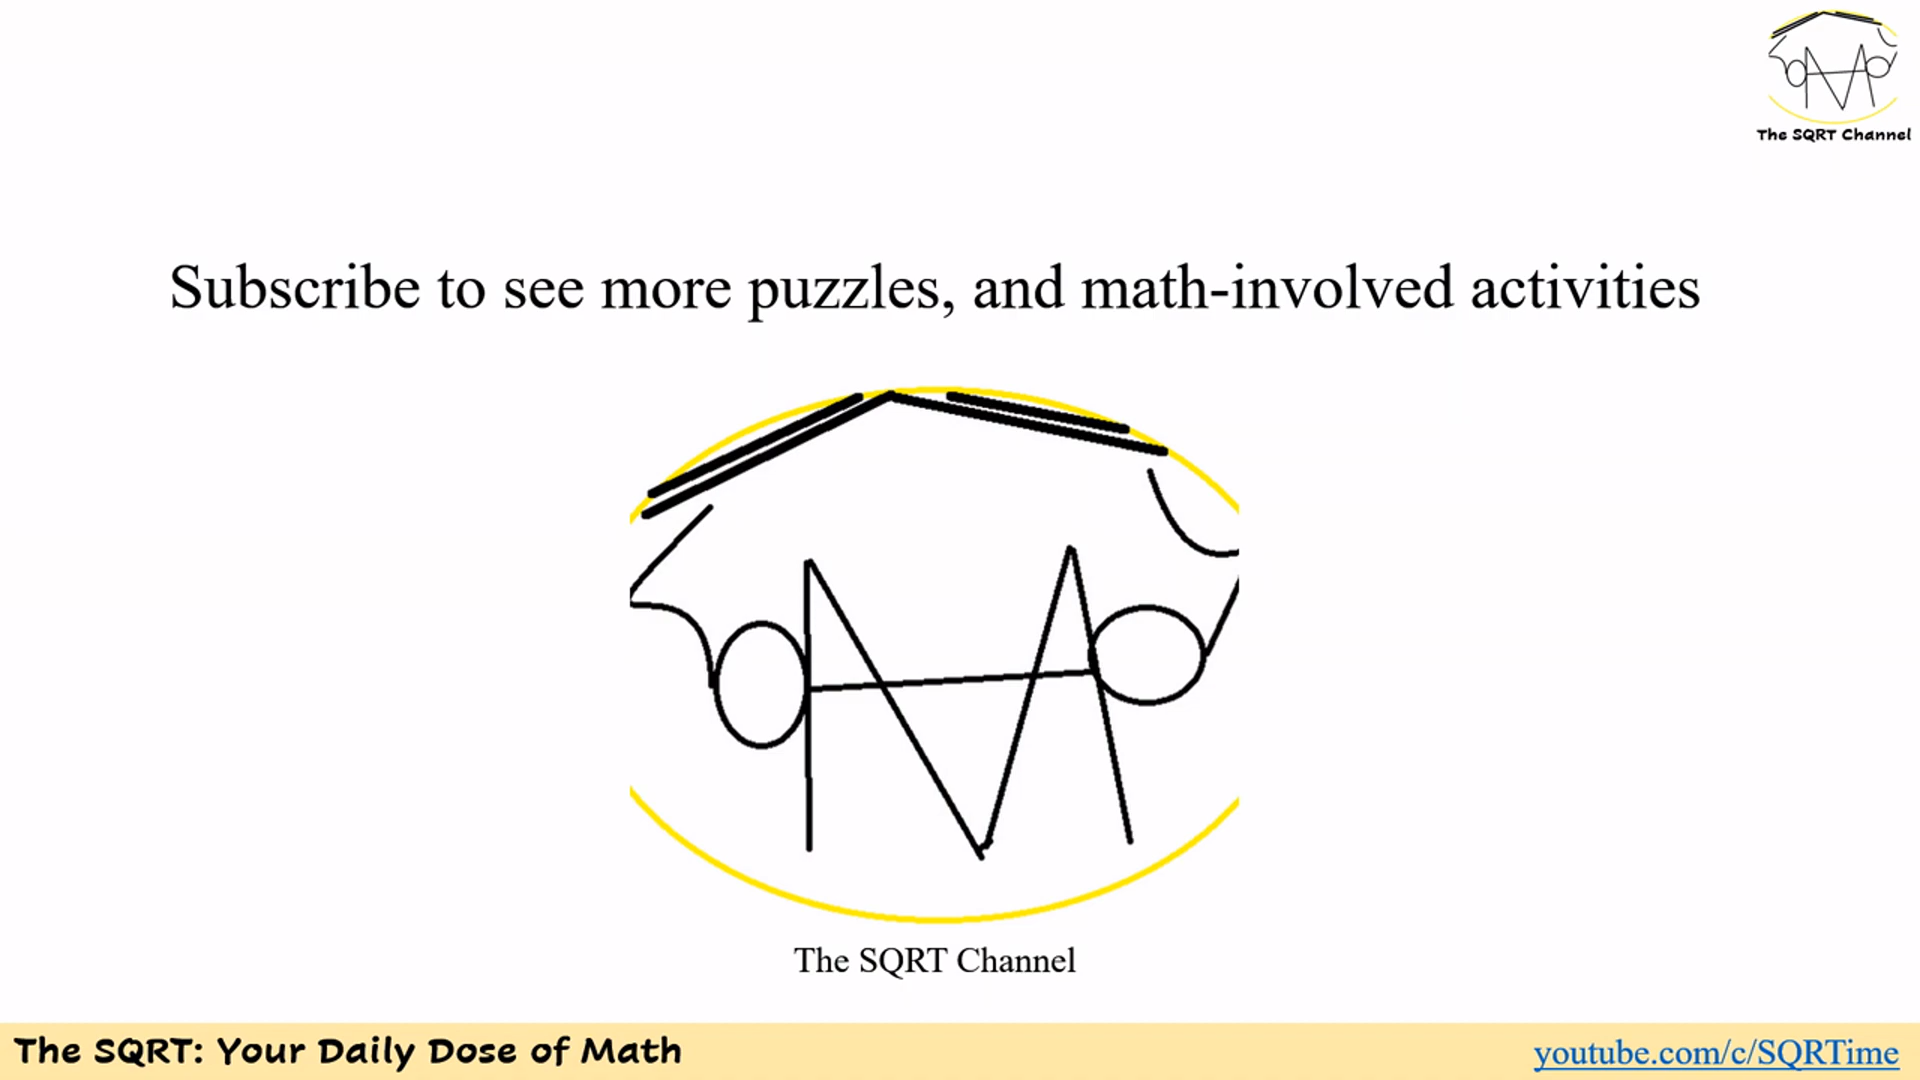 The SQRT Channel
Subscribe to see more puzzles, and math-involved activities
The SQRT Channel
The SQRT: Your Daily Dose of Math
youtube.com/c/SQRTime